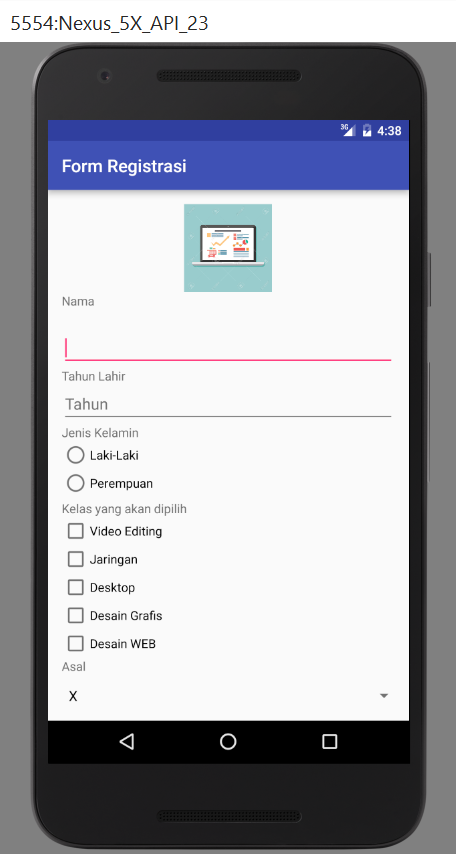 5554:Nexus_5X_API_23
3G 4:38
Form Registrasi
Nama
Tahun Lahir
Tahun
Jenis Kelamin
Laki-Laki
Perempuan
Kelas yang akan dipilih
Video Editing
Jaringan
Desktop
Desain Grafis
Desain WEB
Asal
X